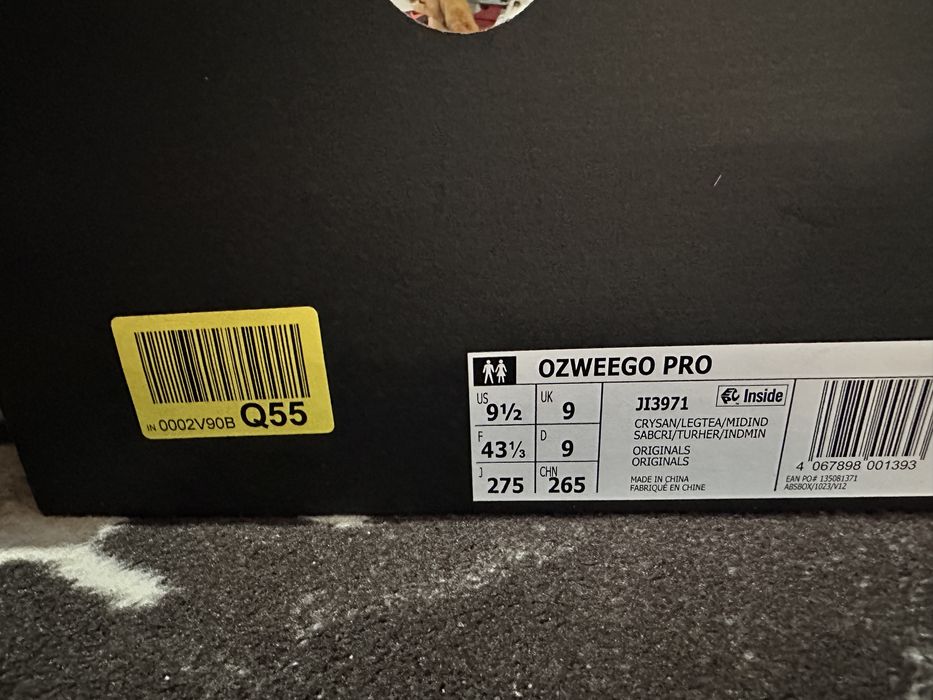 IN 0002V90B Q55
OZWEEGO PRO
US 9½ UK 9
F 43⅓ D 9
J 275 CHN 265
JI3971
Inside
CRYSAN/LEGTEA/MIDIND
SABCRI/TURHER/INDMIN
ORIGINALS
ORIGINALS
MADE IN CHINA
FABRIQUÉ EN CHINE
4 067898 001393
EAN PO# 135081371
ABSBOX/1023/V12